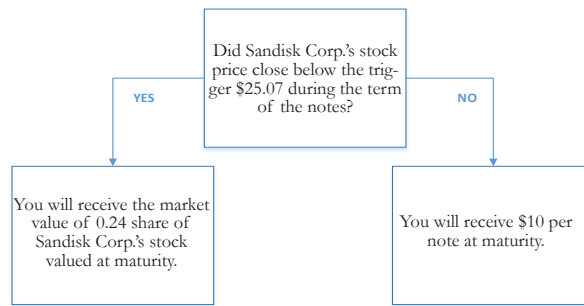 Did Sandisk Corp.'s stock
price close below the trig-
ger $25.07 during the term
of the notes?
YES
NO
You will receive the market
value of 0.24 share of
Sandisk Corp.'s stock
valued at maturity.
You will receive $10 per
note at maturity.